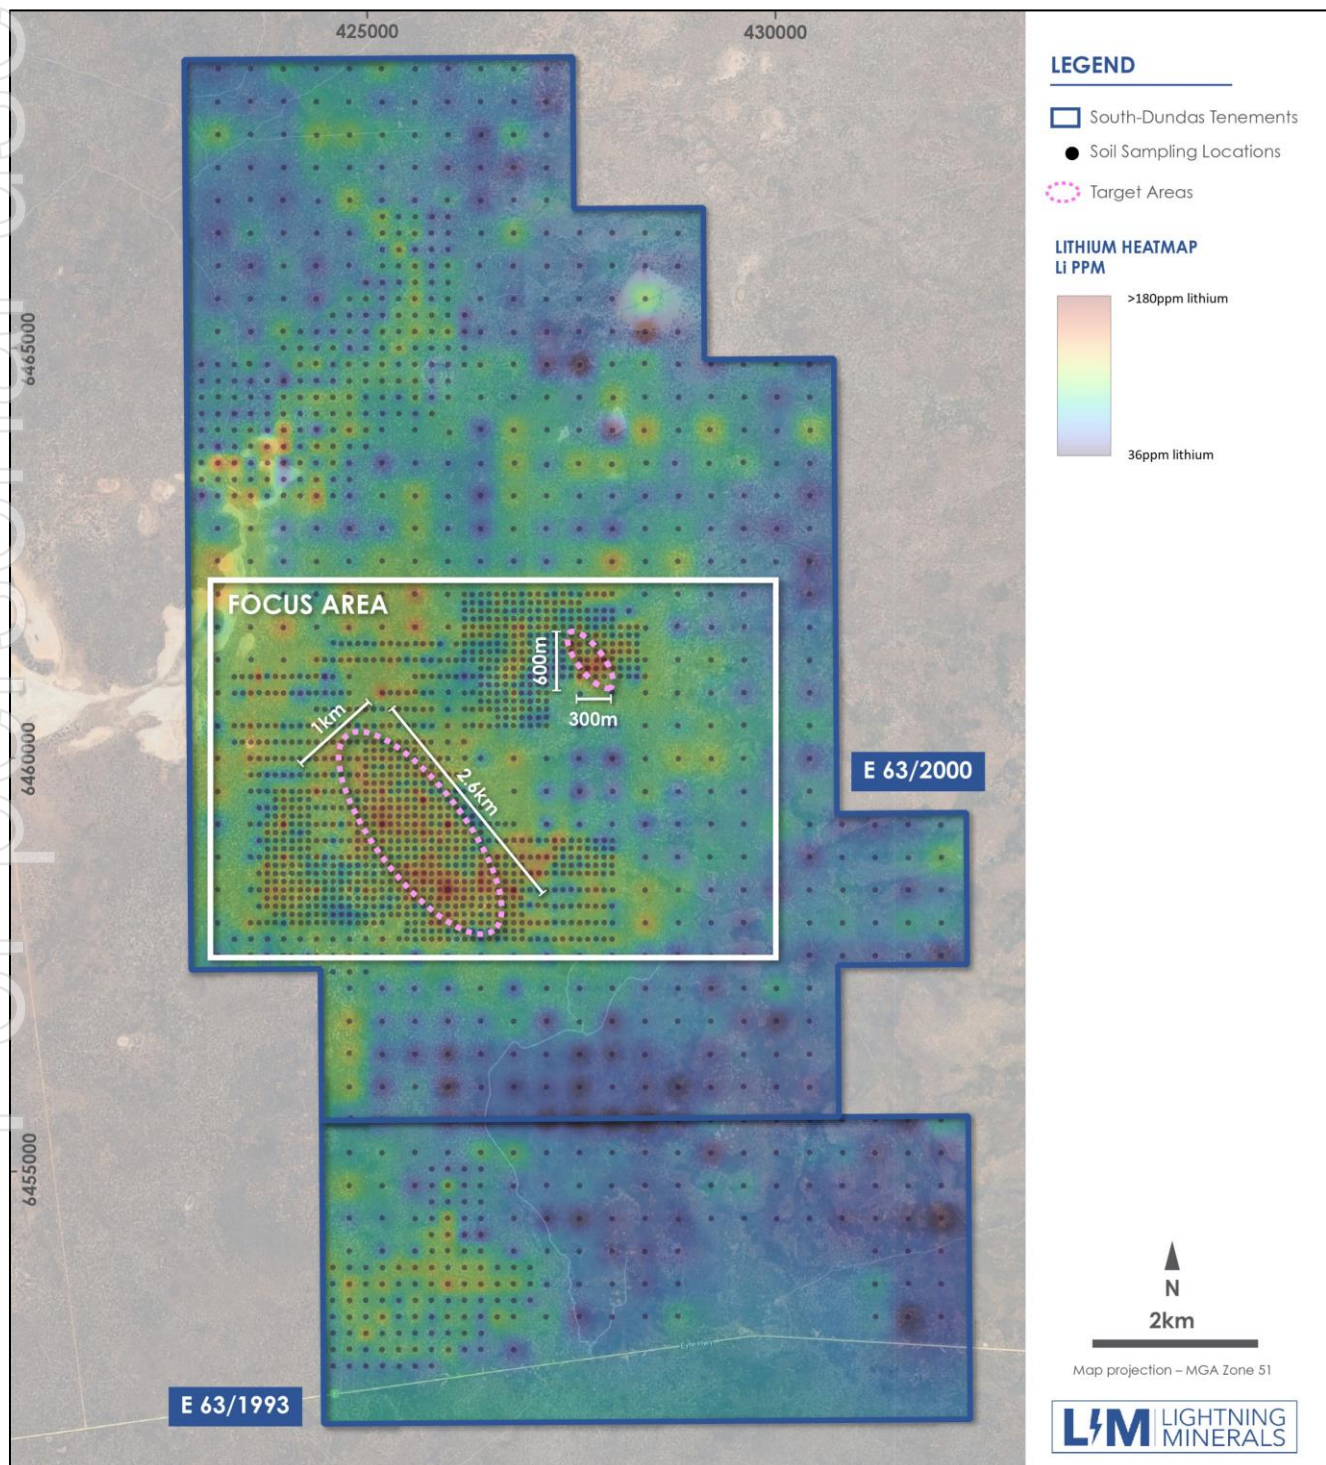 425000
430000
6465000
6460000
6455000
FOCUS AREA
600m
300m
1km
2.6km
E 63/2000
E 63/1993
LEGEND
South-Dundas Tenements
Soil Sampling Locations
Target Areas
LITHIUM HEATMAP
Li PPM
>180ppm lithium
36ppm lithium
N
2km
Map projection – MGA Zone 51
LM
LIGHTNING
MINERALS